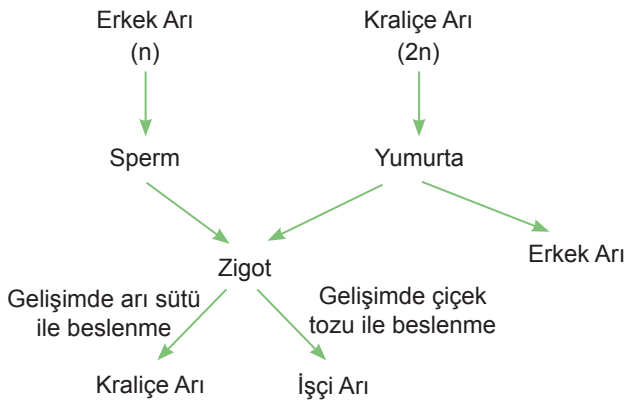 Erkek Arı
(n)
Kraliçe Arı
(2n)
Sperm
Yumurta
Zigot
Erkek Arı
Gelişimde arı sütü
ile beslenme
Gelişimde çiçek
tozu ile beslenme
Kraliçe Arı
İşçi Arı